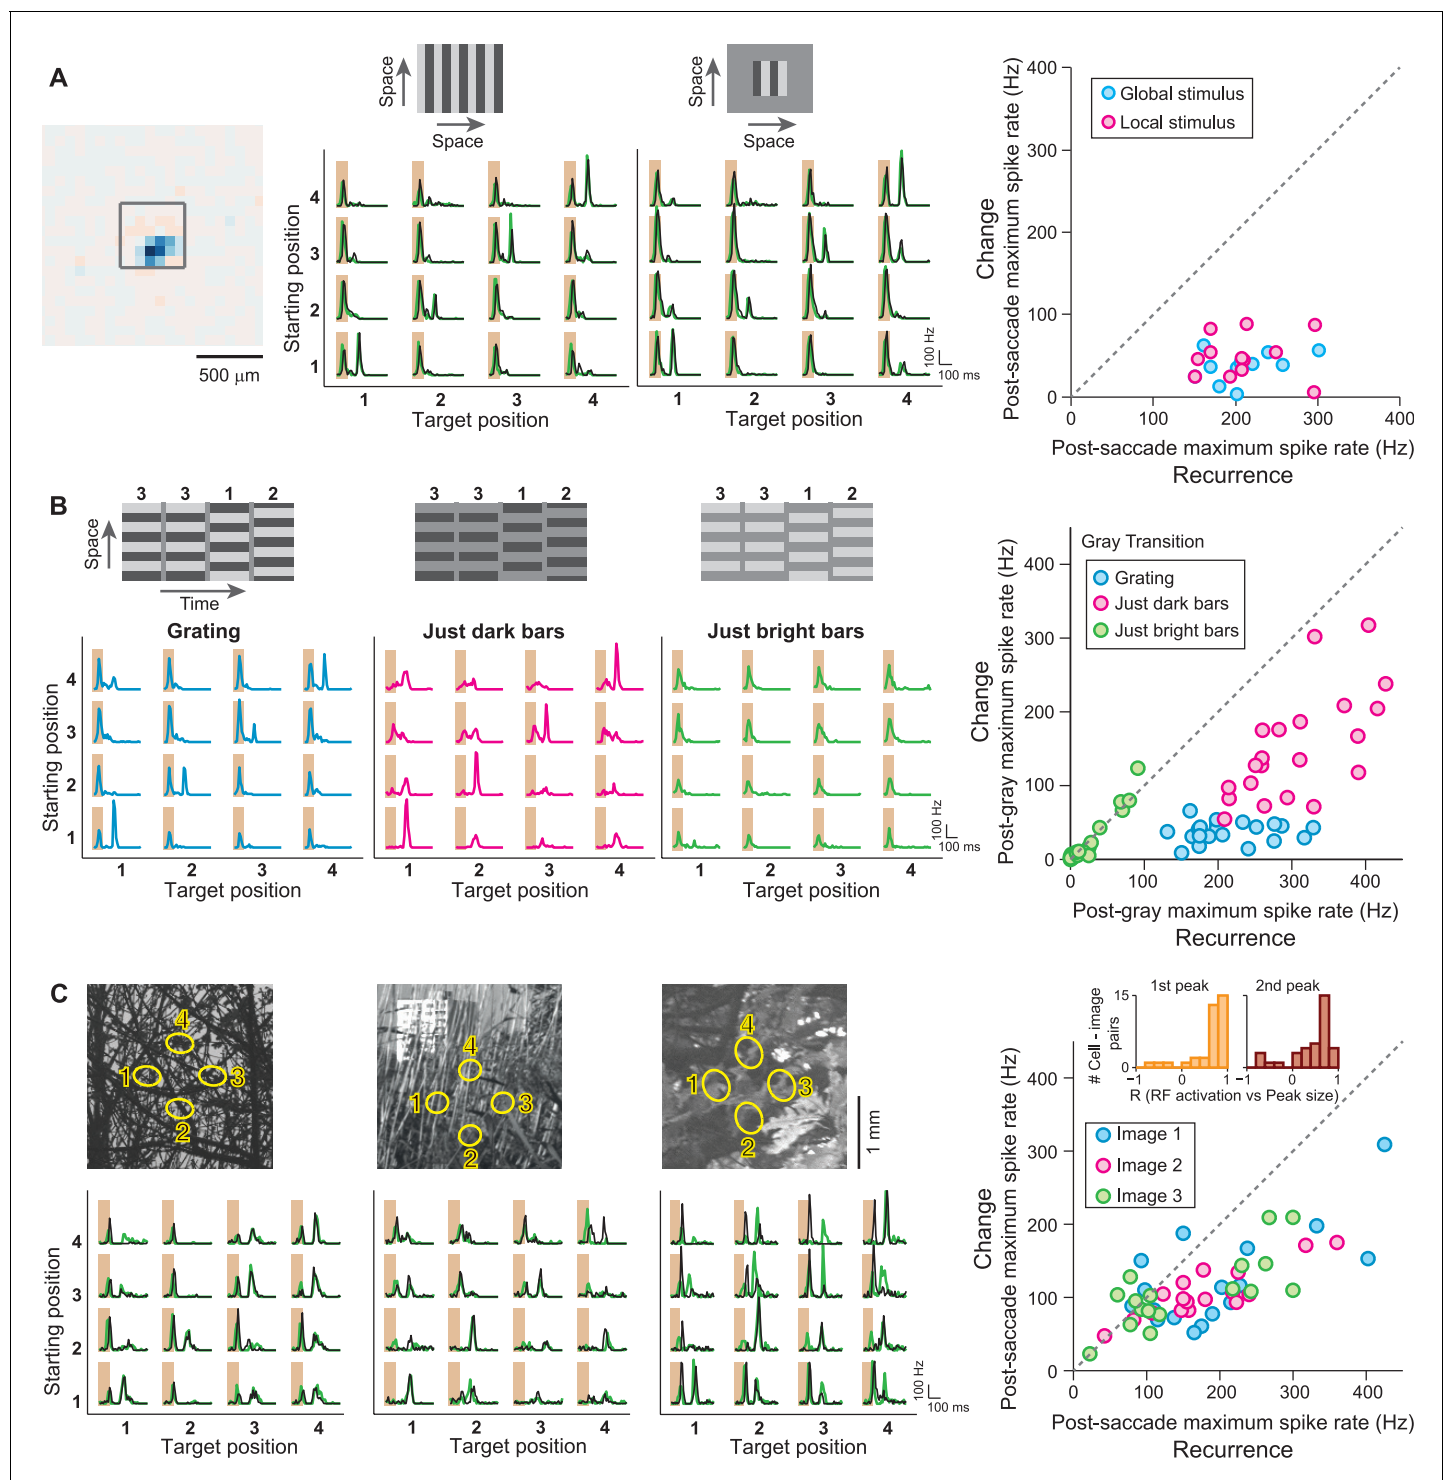 A
Space
Space
Space
Space
500 μm
Starting position
4
3
2
1
1 2 3 4
Target position
1 2 3 4
Target position
100 Hz
100 ms
Change
Post-saccade maximum spike rate (Hz)
400
300
200
100
0
Global stimulus
Local stimulus
0 100 200 300 400
Post-saccade maximum spike rate (Hz)
Recurrence
B
3 3 1 2
3 3 1 2
3 3 1 2
Space
Time
Grating
Just dark bars
Just bright bars
Starting position
4
3
2
1
1 2 3 4
Target position
1 2 3 4
Target position
1 2 3 4
Target position
100 Hz
100 ms
Change
Post-gray maximum spike rate (Hz)
400
300
200
100
0
Gray Transition
Grating
Just dark bars
Just bright bars
0 100 200 300 400
Post-gray maximum spike rate (Hz)
Recurrence
C
4
1 3
2
4
1 3
2
4
1 3
2
1 mm
Starting position
4
3
2
1
1 2 3 4
Target position
1 2 3 4
Target position
1 2 3 4
Target position
100 Hz
100 ms
# Cell - image
pairs
15
0
1st peak
2nd peak
−1 0 1
−1 0 1
R (RF activation vs Peak size)
Change
Post-saccade maximum spike rate (Hz)
400
300
200
100
0
Image 1
Image 2
Image 3
0 100 200 300 400
Post-saccade maximum spike rate (Hz)
Recurrence